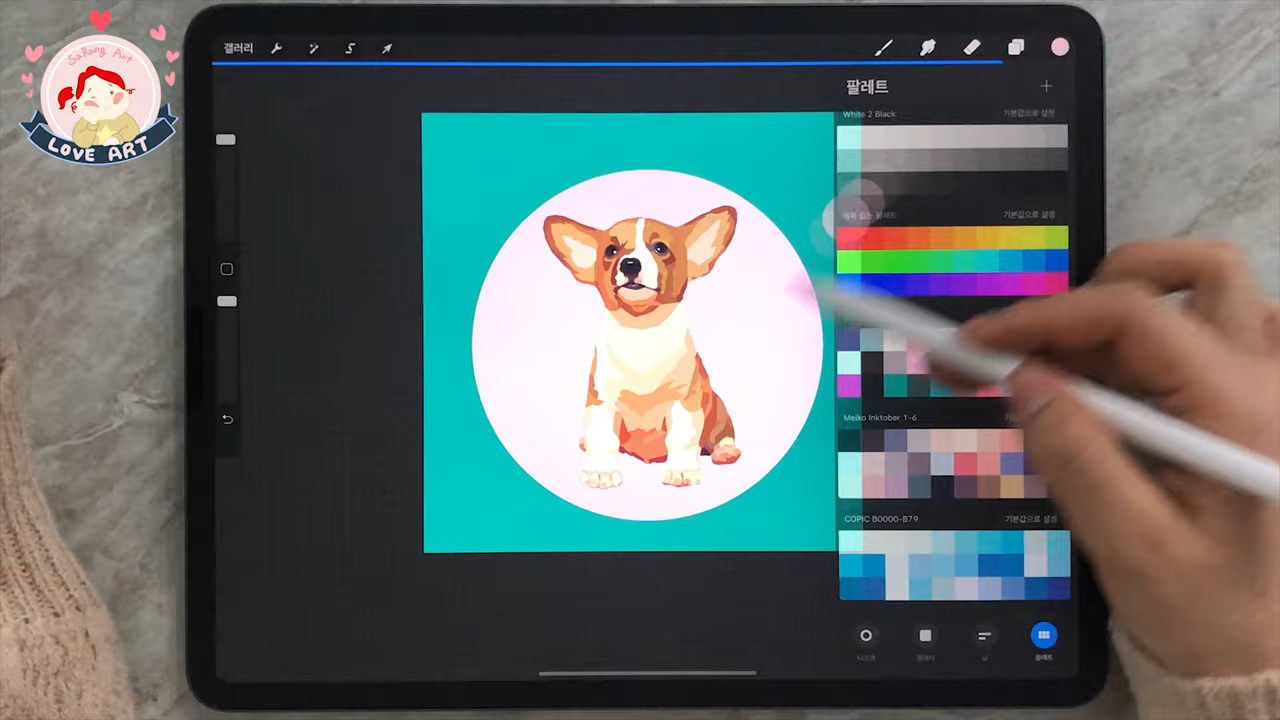 SaRang Art
LOVE ART
갤러리
팔레트
White 2 Black
기본값으로 설정
기본값으로 설정
Meiko Inktober 1-6
COPIC B0000-B79
기본값으로 설정
팔레트